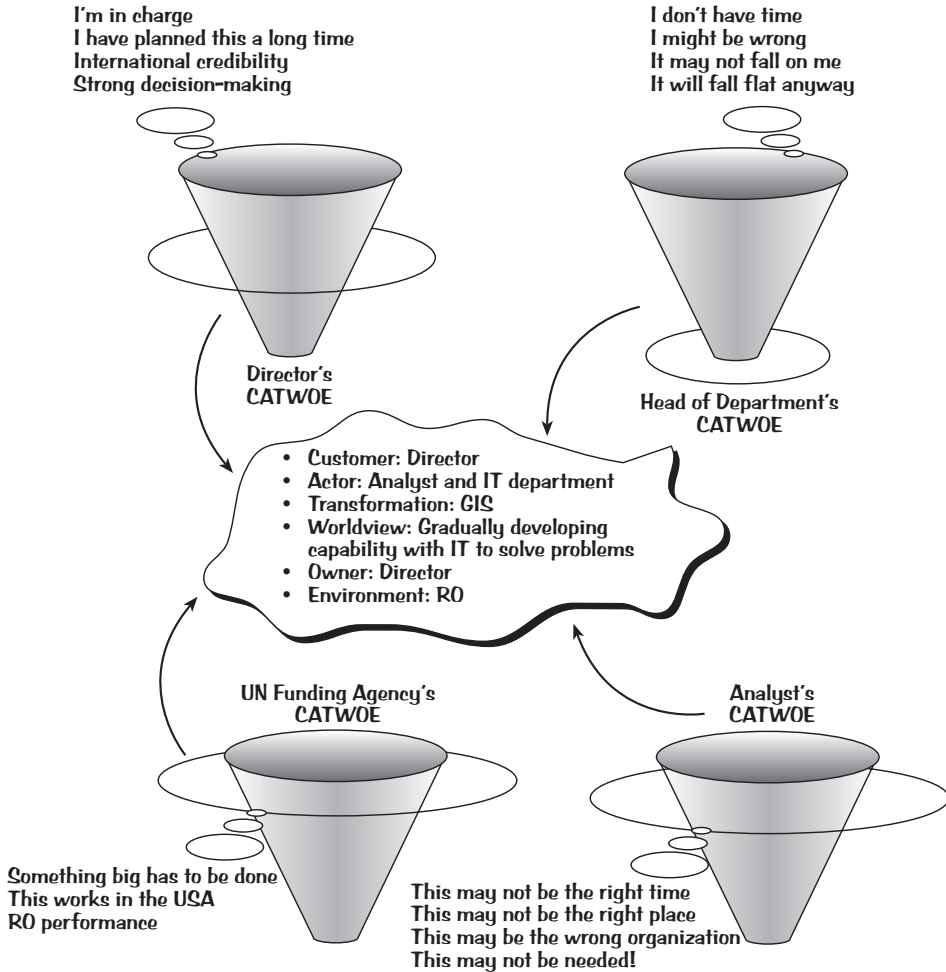 I'm in charge
I have planned this a long time
International credibility
Strong decision-making
I don't have time
I might be wrong
It may not fall on me
It will fall flat anyway
Director's
CATWOE
Head of Department's
CATWOE
• Customer: Director
• Actor: Analyst and IT department
• Transformation: GIS
• Worldview: Gradually developing
capability with IT to solve problems
• Owner: Director
• Environment: RO
UN Funding Agency's
CATWOE
Analyst's
CATWOE
Something big has to be done
This works in the USA
RO performance
This may not be the right time
This may not be the right place
This may be the wrong organization
This may not be needed!